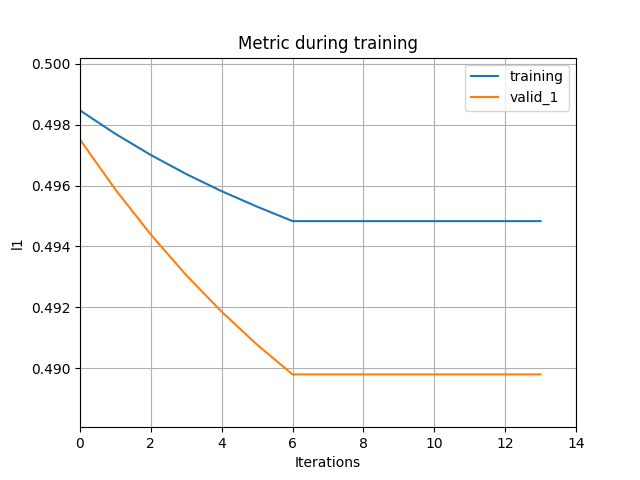 Metric during training
0.500
0.498
0.496
0.494
0.492
0.490
l1
training
valid_1
0 2 4 6 8 10 12 14
Iterations